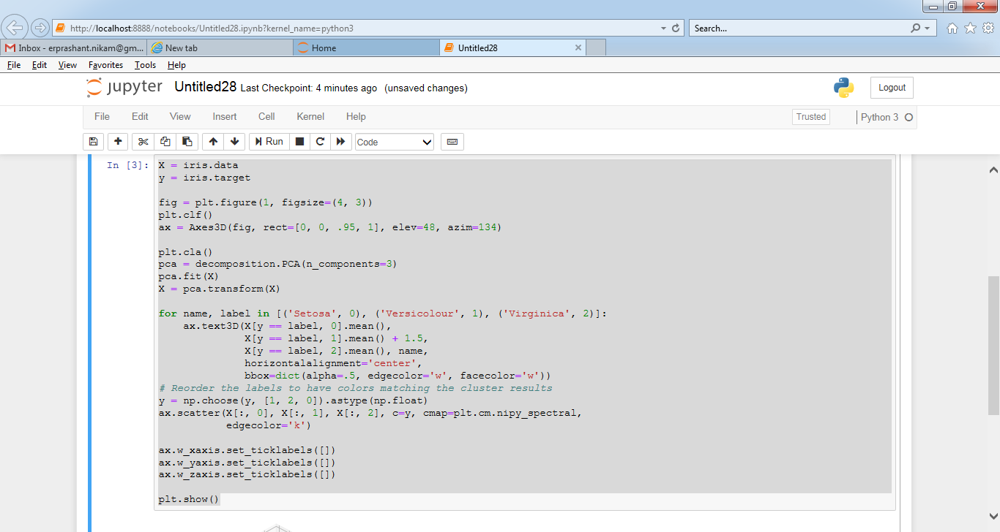 http://localhost:8888/notebooks/Untitled28.ipynb?kernel_name=python3
Search...
Inbox - erprashant.nikam@gm...
New tab
Home
Untitled28
File Edit View Favorites Tools Help
jupyter Untitled28 Last Checkpoint: 4 minutes ago (unsaved changes)
Logout
File Edit View Insert Cell Kernel Help
Trusted
Python 3
Run
Code
In [3]:
X = iris.data
y = iris.target

fig = plt.figure(1, figsize=(4, 3))
plt.clf()
ax = Axes3D(fig, rect=[0, 0, .95, 1], elev=48, azim=134)

plt.cla()
pca = decomposition.PCA(n_components=3)
pca.fit(X)
X = pca.transform(X)

for name, label in [('Setosa', 0), ('Versicolour', 1), ('Virginica', 2)]:
    ax.text3D(X[y == label, 0].mean(),
              X[y == label, 1].mean() + 1.5,
              X[y == label, 2].mean(), name,
              horizontalalignment='center',
              bbox=dict(alpha=.5, edgecolor='w', facecolor='w'))
# Reorder the labels to have colors matching the cluster results
y = np.choose(y, [1, 2, 0]).astype(np.float)
ax.scatter(X[:, 0], X[:, 1], X[:, 2], c=y, cmap=plt.cm.nipy_spectral,
           edgecolor='k')

ax.w_xaxis.set_ticklabels([])
ax.w_yaxis.set_ticklabels([])
ax.w_zaxis.set_ticklabels([])

plt.show()